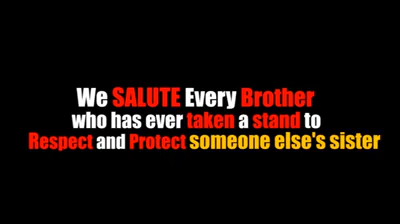 We SALUTE Every Brother
who has ever taken a stand to
Respect and Protect someone else's sister